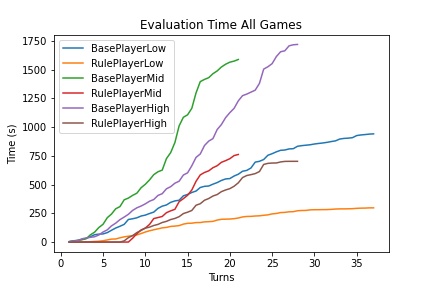 Evaluation Time All Games
BasePlayerLow
RulePlayerLow
BasePlayerMid
RulePlayerMid
BasePlayerHigh
RulePlayerHigh
Time (s)
1750
1500
1250
1000
750
500
250
0
0 5 10 15 20 25 30 35
Turns